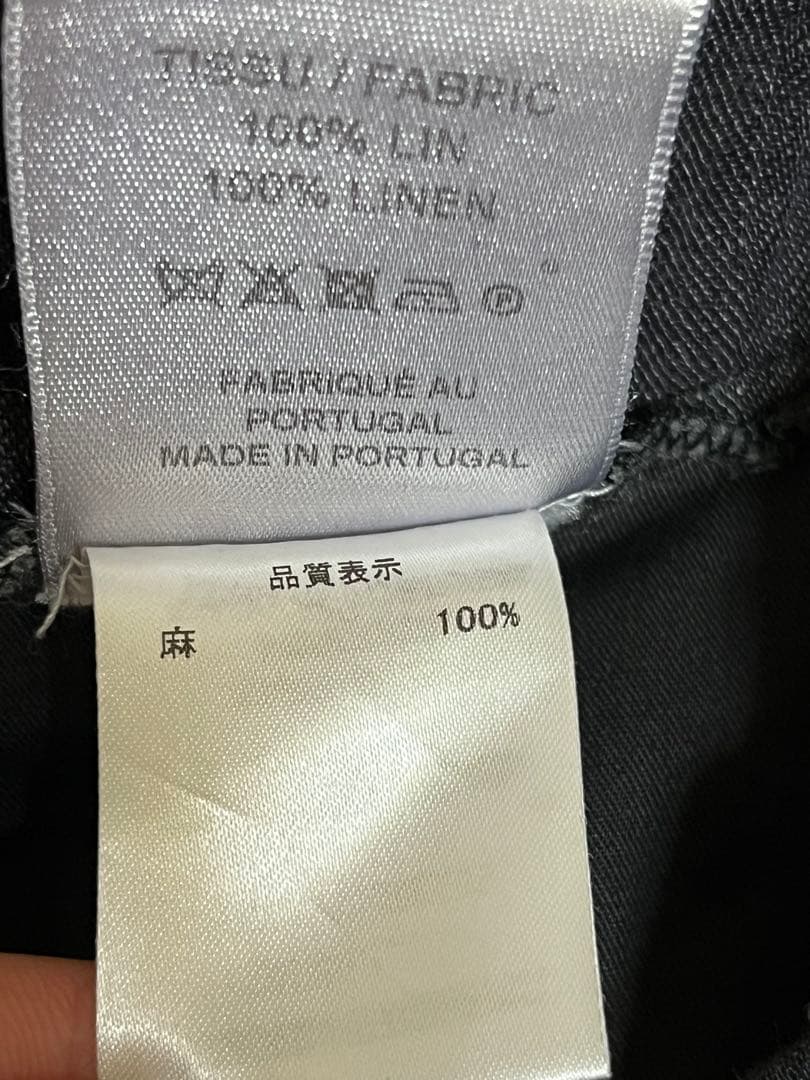 TISSU / FABRIC
100% LIN
100% LINEN
P
FABRIQUÉ AU
PORTUGAL
MADE IN PORTUGAL
品質表示
麻 100%